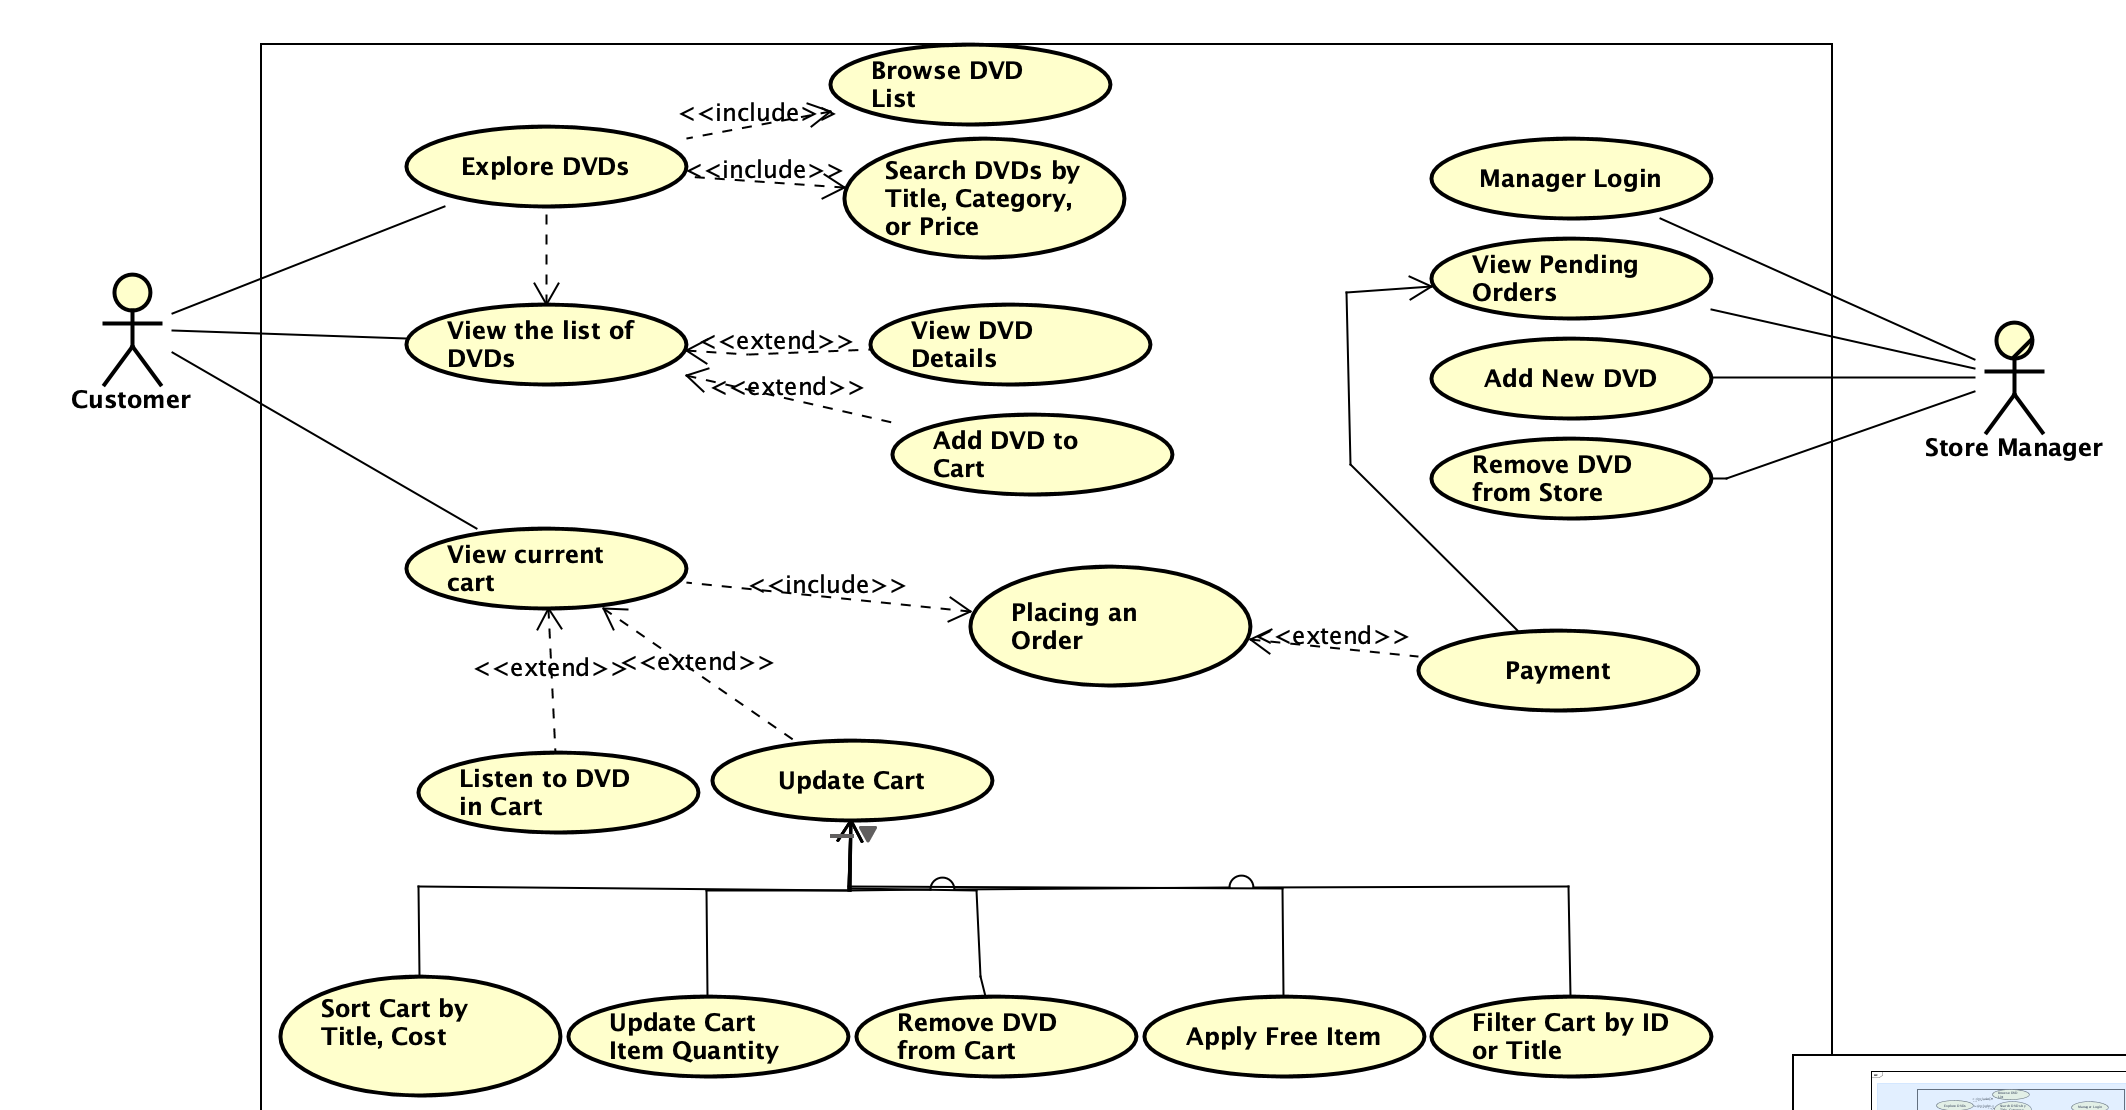 Browse DVD
List
<<include>>
Explore DVDs
<<include>>
Search DVDs by
Title, Category,
or Price
Manager Login
View Pending
Orders
View the list of
DVDs
<<extend>>
View DVD
Details
<<extend>>
Add New DVD
Customer
Add DVD to
Cart
Store Manager
Remove DVD
from Store
View current
cart
<<include>>
Placing an
Order
<<extend>>
Payment
<<extend>>
<<extend>>
Listen to DVD
in Cart
Update Cart
Sort Cart by
Title, Cost
Update Cart
Item Quantity
Remove DVD
from Cart
Apply Free Item
Filter Cart by ID
or Title